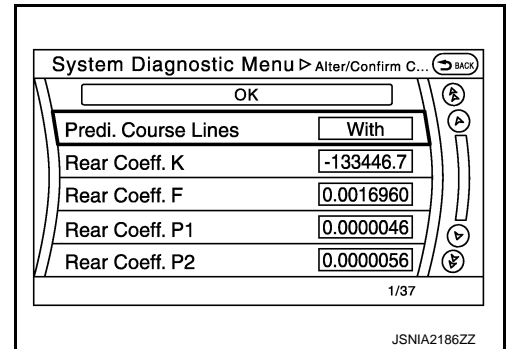 System Diagnostic Menu ▷ Alter/Confirm C... BACK
OK
Predi. Course Lines With
Rear Coeff. K -133446.7
Rear Coeff. F 0.0016960
Rear Coeff. P1 0.0000046
Rear Coeff. P2 0.0000056
1/37
JSNIA2186ZZ